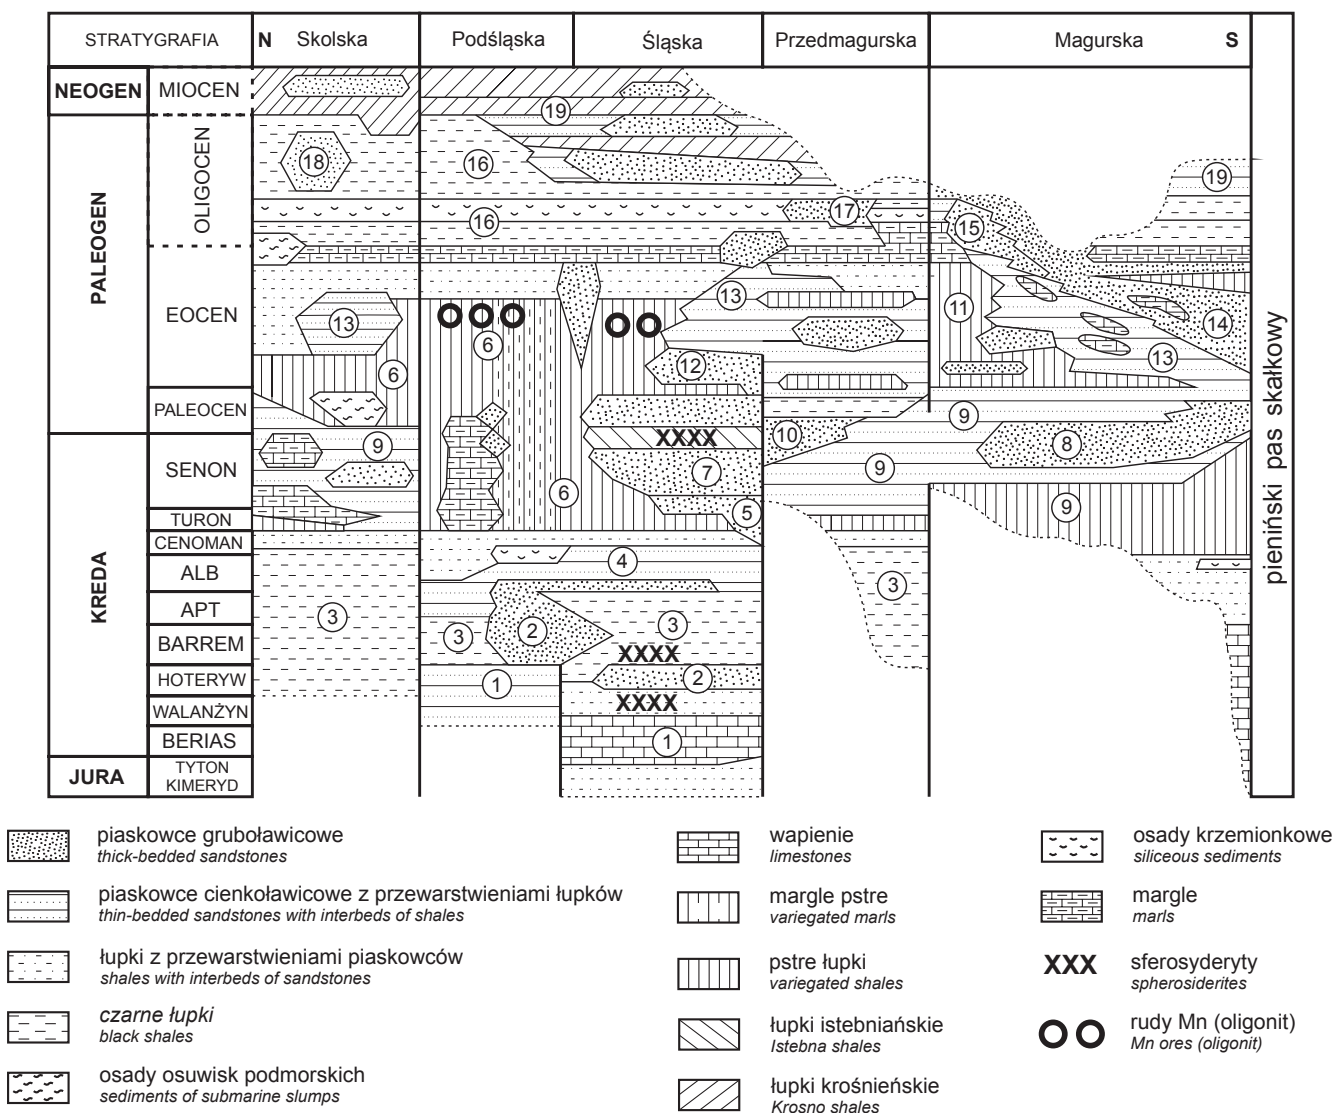 STRATYGRAFIA N Skolska Podśląska Śląska Przedmagurska Magurska S
NEOGEN MIOCEN
PALEOGEN
OLIGOCEN
EOCEN
PALEOCEN
KREDA
SENON
TURON
CENOMAN
ALB
APT
BARREM
HOTERYW
WALANŻYN
BERIAS
JURA
TYTON
KIMERYD
19
18
16
19
16
17
15
13
13
11
14
6
6
12
13
9
10
9
8
XXXX
7
9
6
5
9
4
3
3
3
2
3
XXXX
1
2
XXXX
1
pieniński pas skałkowy
piaskowce gruboławicowe
thick-bedded sandstones
piaskowce cienkoławicowe z przewarstwieniami łupków
thin-bedded sandstones with interbeds of shales
łupki z przewarstwieniami piaskowców
shales with interbeds of sandstones
czarne łupki
black shales
osady osuwisk podmorskich
sediments of submarine slumps
wapienie
limestones
margle pstre
variegated marls
pstre łupki
variegated shales
łupki istebniańskie
Istebna shales
łupki krośnieńskie
Krosno shales
osady krzemionkowe
siliceous sediments
margle
marls
XXX sferosyderyty
spherosiderites
rudy Mn (oligonit)
Mn ores (oligonit)